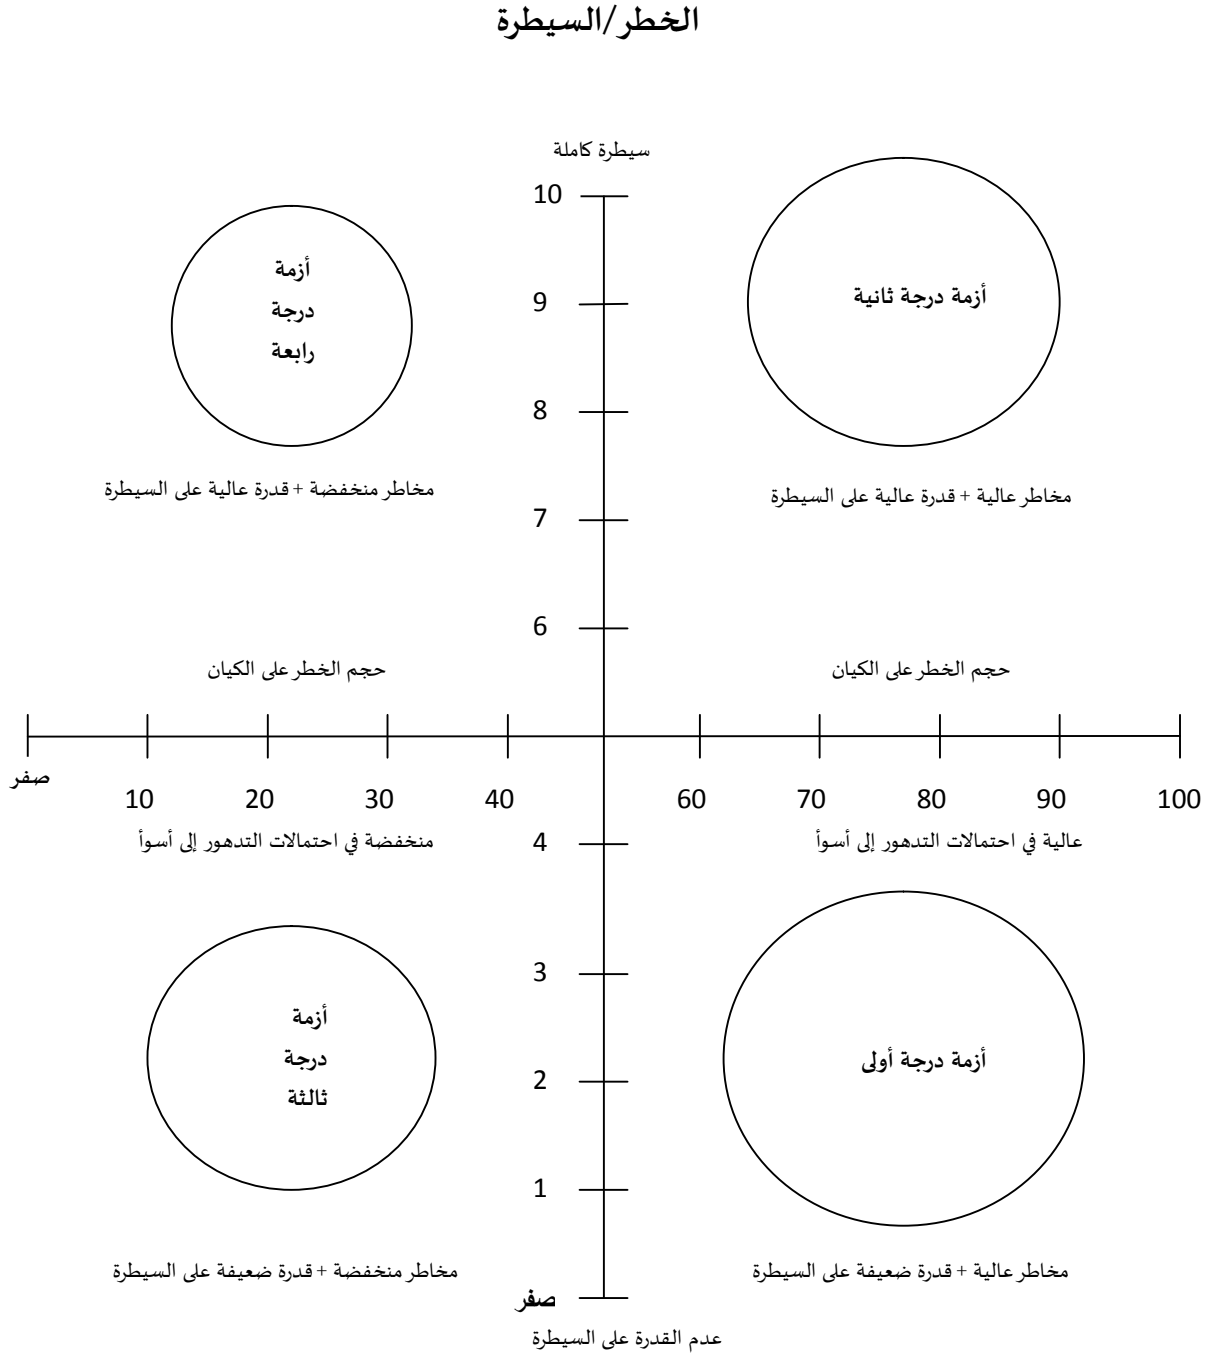 الخطر/السيطرة
سيطرة كاملة
10
أزمة
درجة
رابعة
أزمة درجة ثانية
9
8
مخاطر عالية + قدرة عالية على السيطرة
مخاطر منخفضة + قدرة عالية على السيطرة
7
6
حجم الخطر على الكيان
حجم الخطر على الكيان
صفر
10
20
30
40
60
70
80
90
100
عالية في احتمالات التدهور إلى أسوأ
منخفضة في احتمالات التدهور إلى أسوأ
4
3
أزمة درجة أولى
أزمة
درجة
ثالثة
2
1
مخاطر عالية + قدرة ضعيفة على السيطرة
مخاطر منخفضة + قدرة ضعيفة على السيطرة
صفر
عدم القدرة على السيطرة